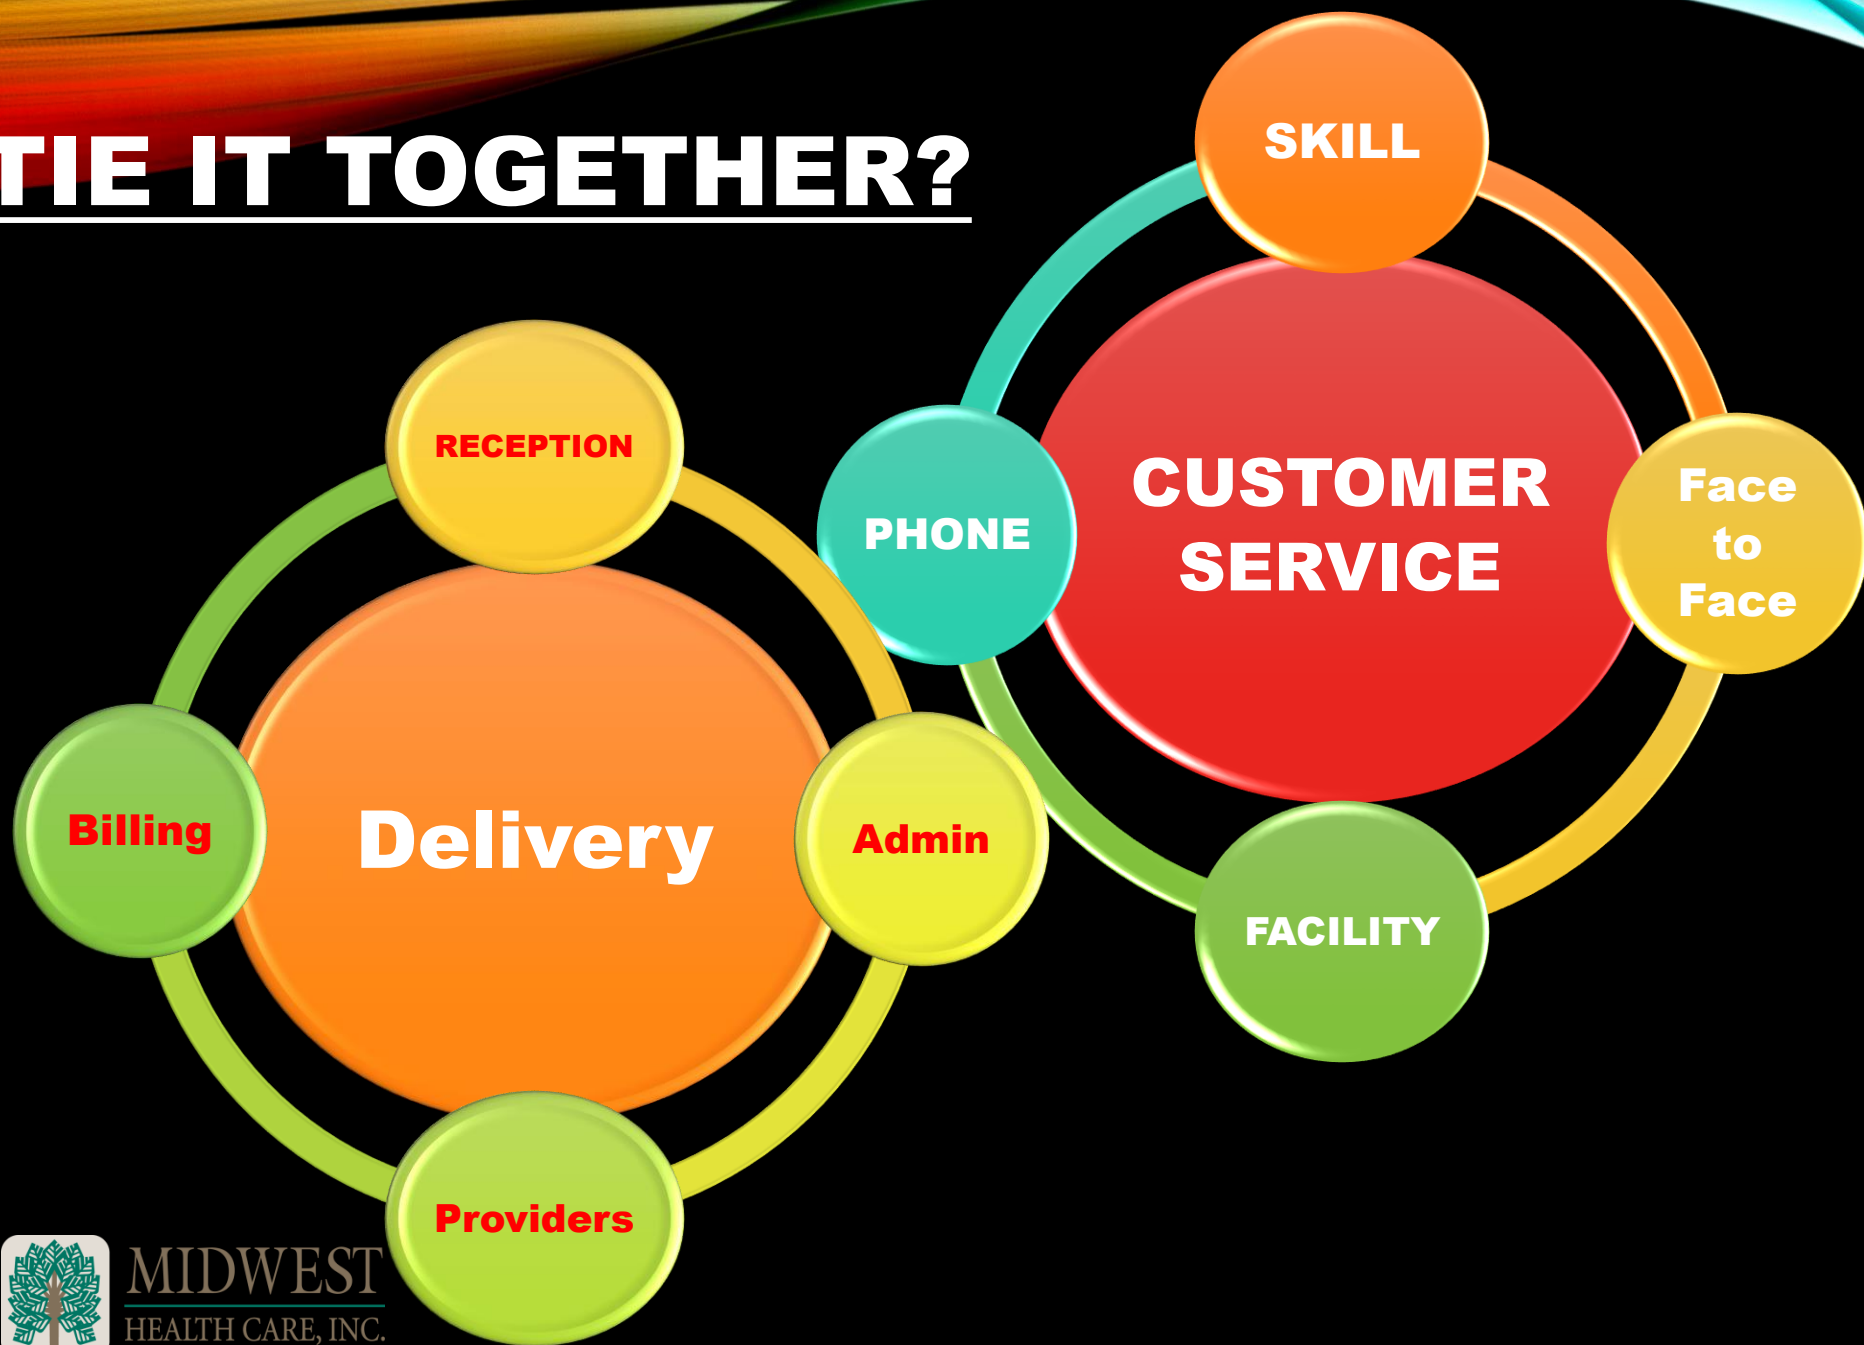 TIE IT TOGETHER?
SKILL
CUSTOMER
SERVICE
PHONE
Face
to
Face
FACILITY
RECEPTION
Billing
Delivery
Admin
Providers
MIDWEST
HEALTH CARE, INC.